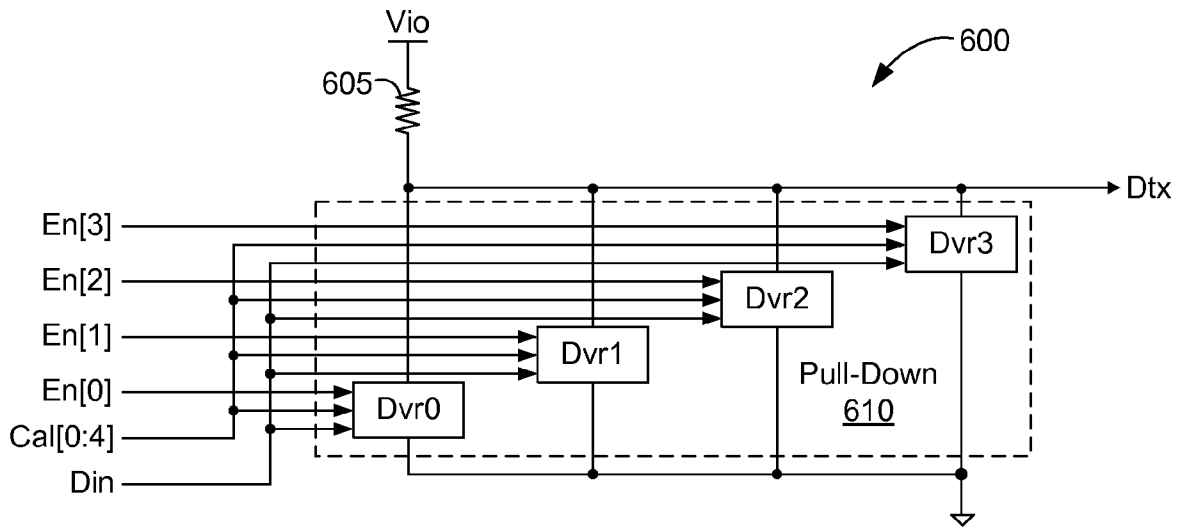 Vio
600
605
Dtx
En[3]
Dvr3
En[2]
Dvr2
En[1]
Dvr1
En[0]
Pull-Down
610
Dvr0
Cal[0:4]
Din